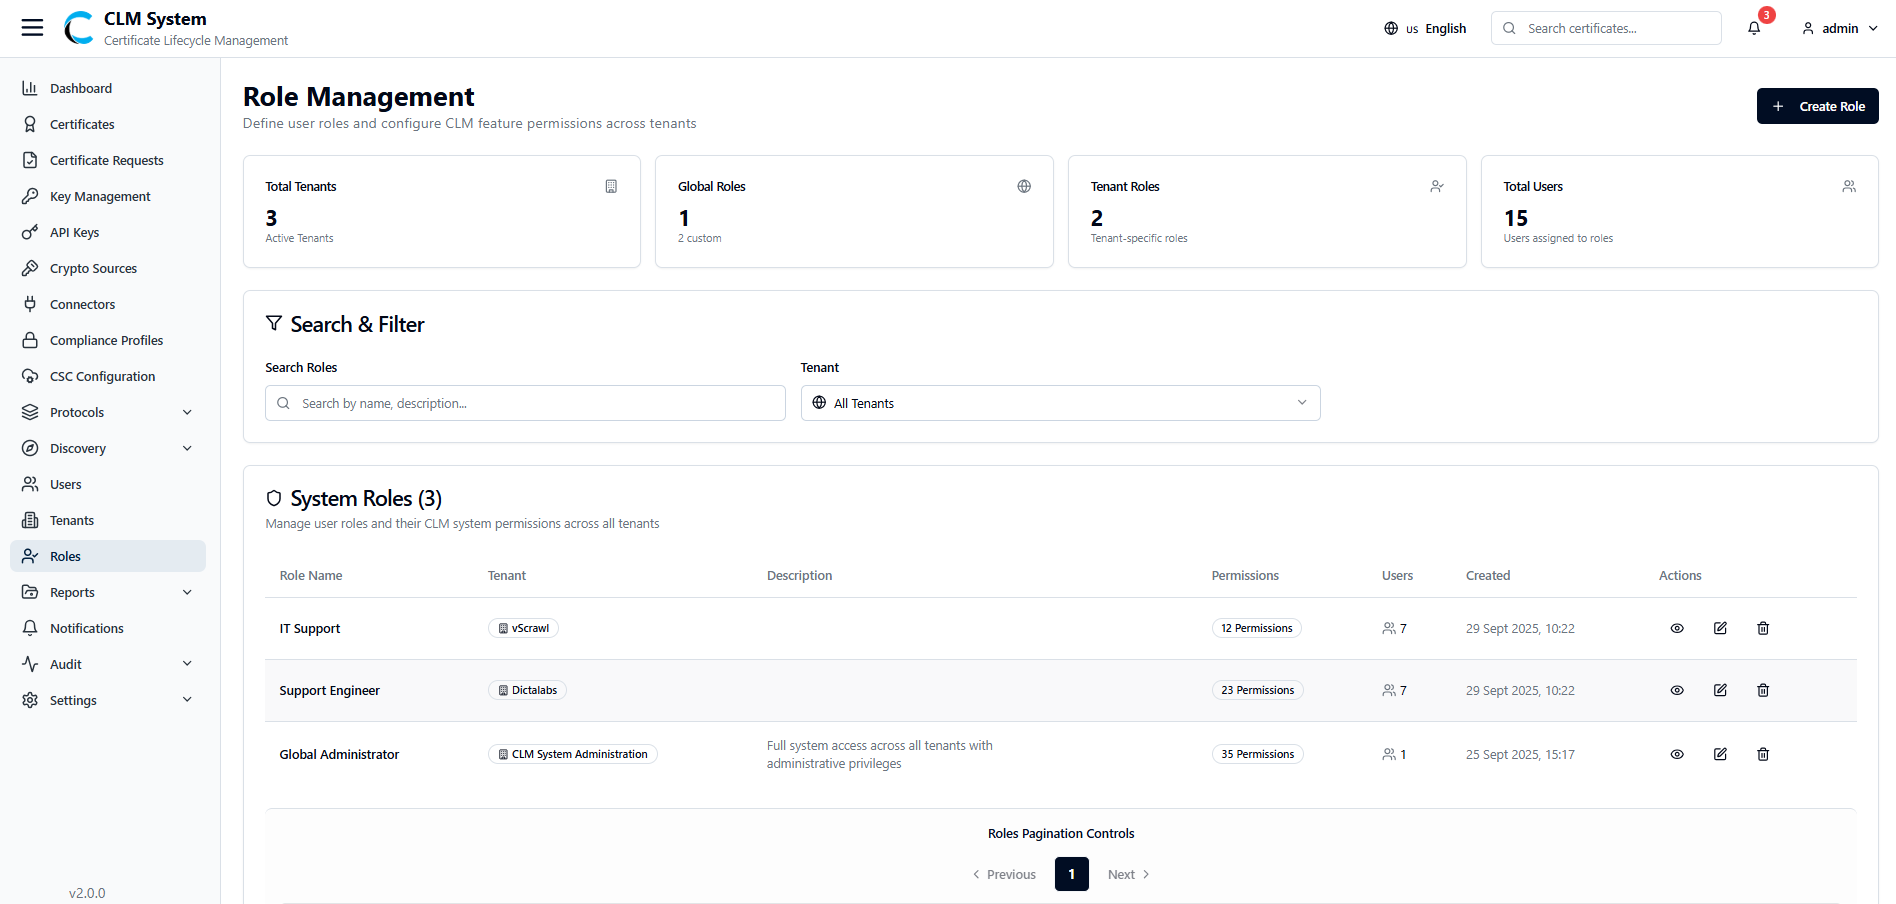 CLM System
Certificate Lifecycle Management
us English
Search certificates...
3
admin
Dashboard
Certificates
Certificate Requests
Key Management
API Keys
Crypto Sources
Connectors
Compliance Profiles
CSC Configuration
Protocols
Discovery
Users
Tenants
Roles
Reports
Notifications
Audit
Settings
v2.0.0
Role Management
Define user roles and configure CLM feature permissions across tenants
+ Create Role
Total Tenants
3
Active Tenants
Global Roles
1
2 custom
Tenant Roles
2
Tenant-specific roles
Total Users
15
Users assigned to roles
Search & Filter
Search Roles
Search by name, description...
Tenant
All Tenants
System Roles (3)
Manage user roles and their CLM system permissions across all tenants
Role Name Tenant Description Permissions Users Created Actions
IT Support vScrawl 12 Permissions 7 29 Sept 2025, 10:22
Support Engineer Dictalabs 23 Permissions 7 29 Sept 2025, 10:22
Global Administrator CLM System Administration Full system access across all tenants with 35 Permissions 1 25 Sept 2025, 15:17
administrative privileges
Roles Pagination Controls
Previous 1 Next